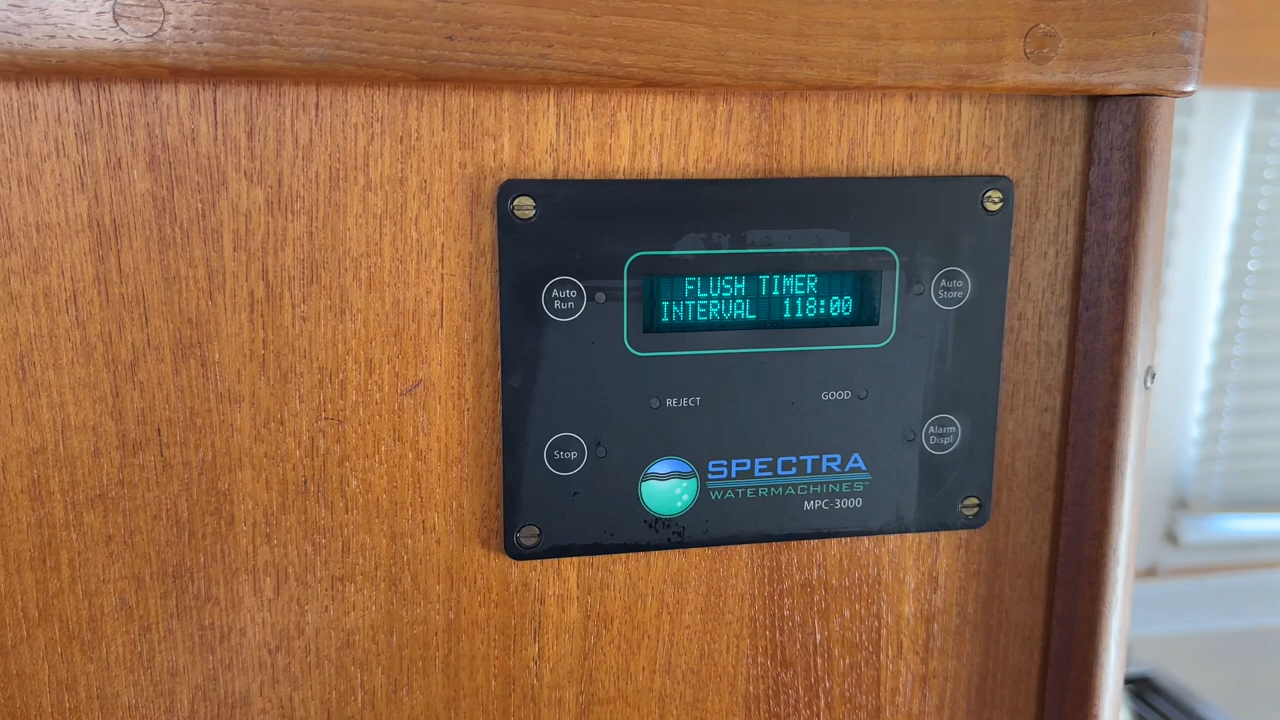 FLUSH TIMER
INTERVAL 118:00
Auto
Run
Auto
Store
REJECT
GOOD
Stop
Alarm
Displ
SPECTRA
WATERMACHINES
MPC-3000